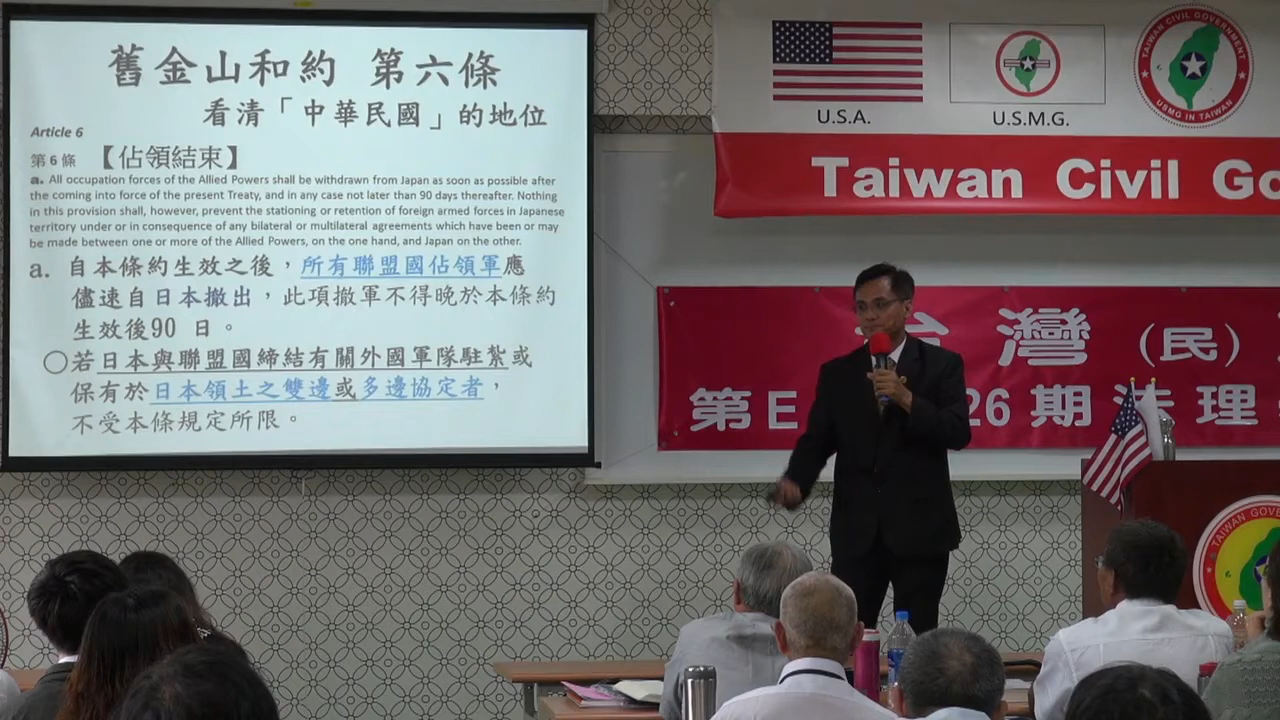 舊金山和約 第六條
看清「中華民國」的地位
Article 6
第 6 條 【佔領結束】
a. All occupation forces of the Allied Powers shall be withdrawn from Japan as soon as possible after
the coming into force of the present Treaty, and in any case not later than 90 days thereafter. Nothing
in this provision shall, however, prevent the stationing or retention of foreign armed forces in Japanese
territory under or in consequence of any bilateral or multilateral agreements which have been or may
be made between one or more of the Allied Powers, on the one hand, and Japan on the other.
a. 自本條約生效之後，所有聯盟國佔領軍應
儘速自日本撤出，此項撤軍不得晚於本條約
生效後90 日。
○若日本與聯盟國締結有關外國軍隊駐紮或
保有於日本領土之雙邊或多邊協定者，
不受本條規定所限。
U.S.A.
U.S.M.G.
TAIWAN CIVIL GOVERNMENT
USMG IN TAIWAN
Taiwan Civil Go
台灣(民)
第E 26期法理
TAIWAN GOVE